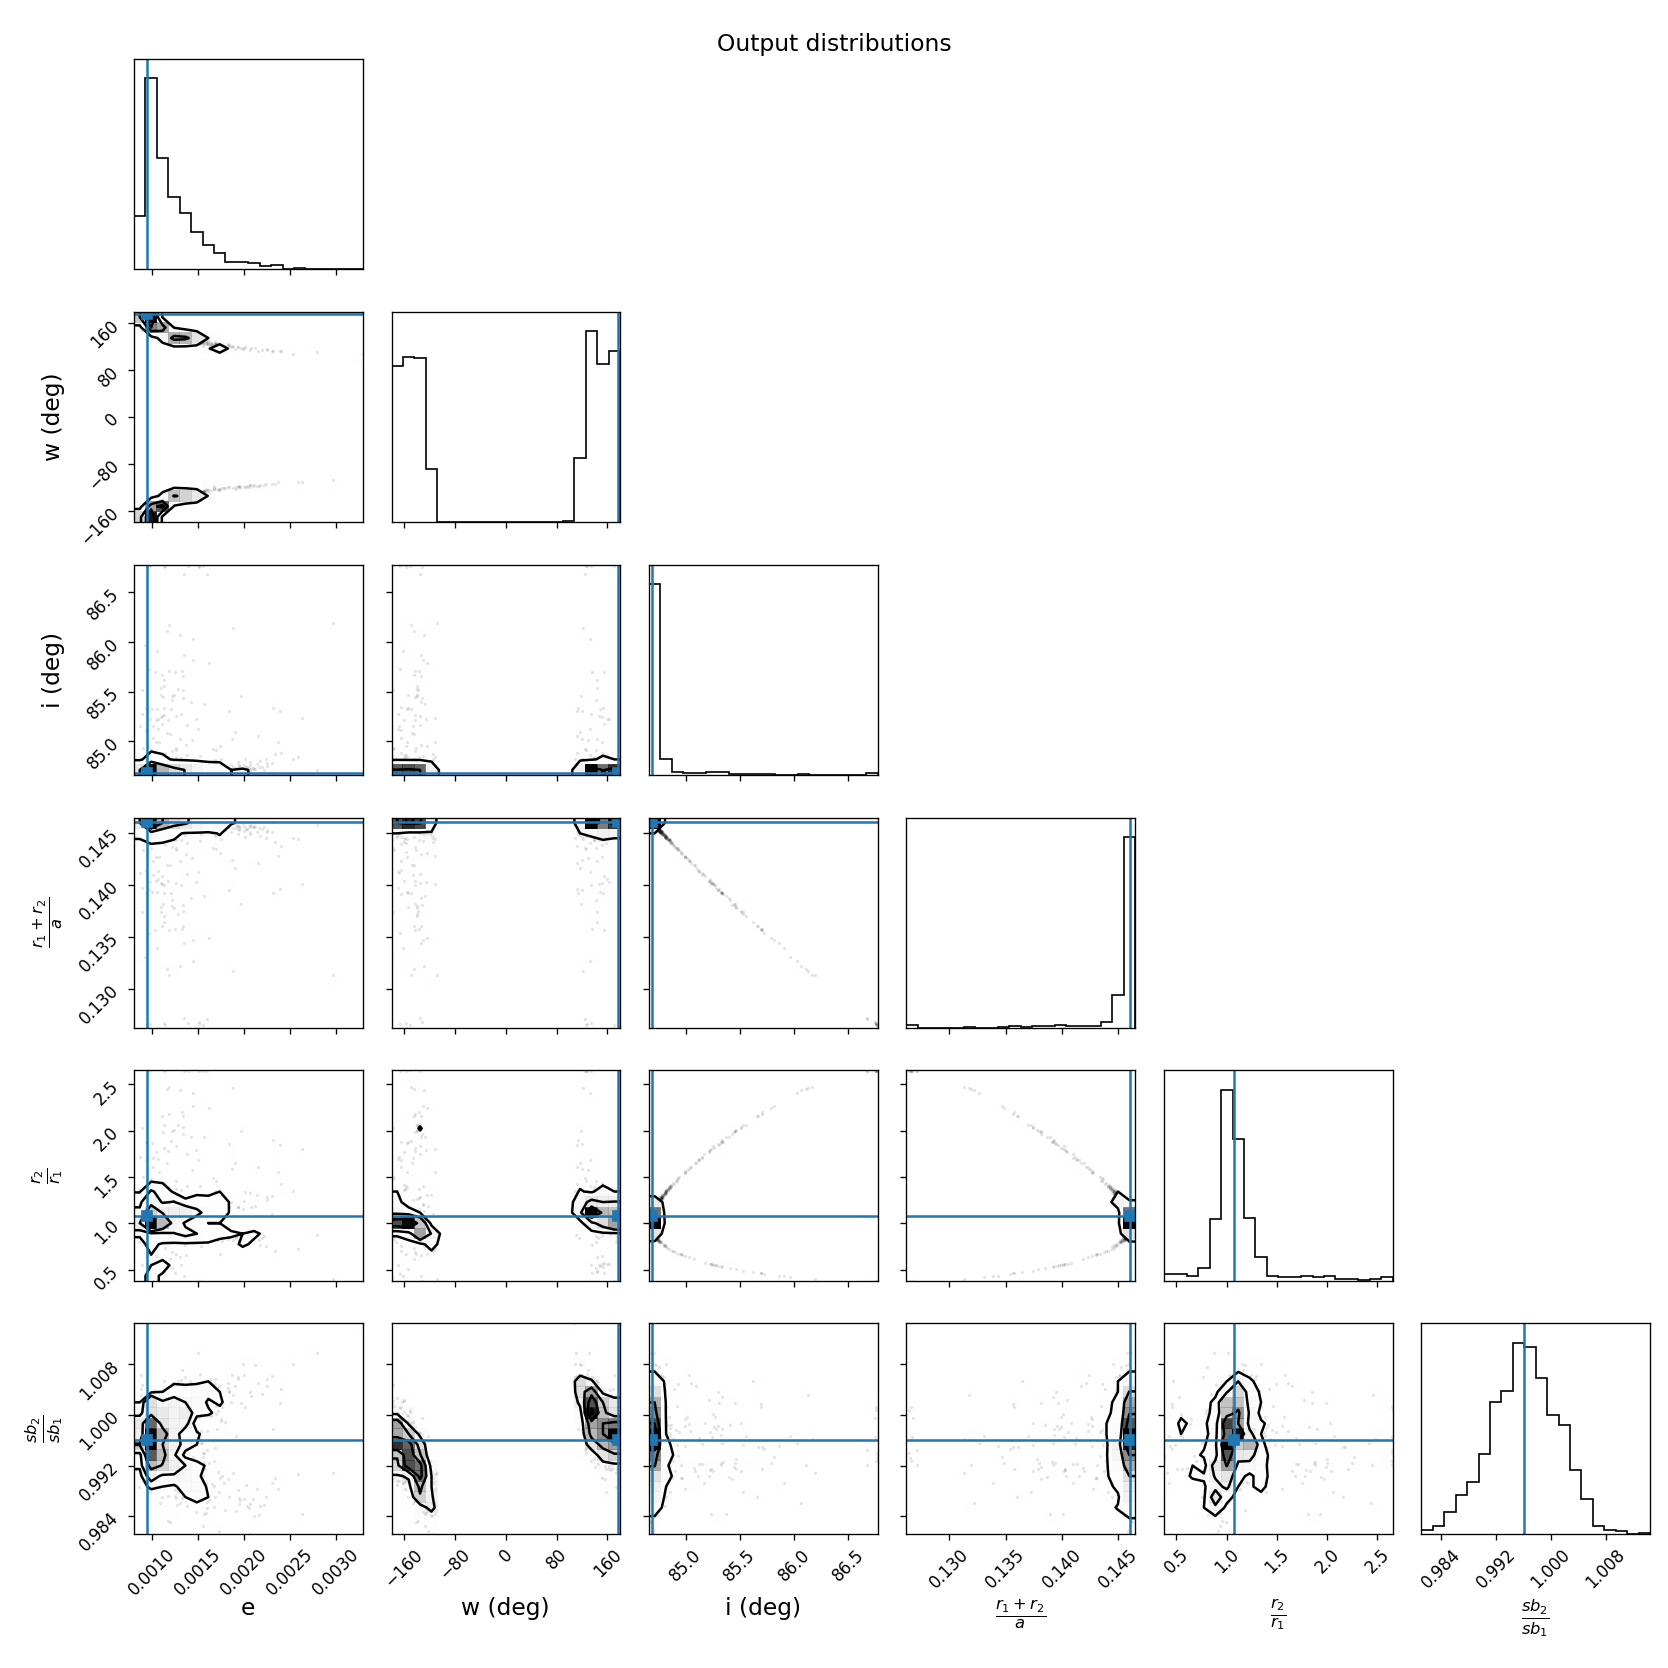 Output distributions
w (deg)
160
80
0
−80
−160
i (deg)
86.5
86.0
85.5
85.0
r₁ + r₂
a
0.145
0.140
0.135
0.130
r₂
r₁
2.5
2.0
1.5
1.0
0.5
sb₂
sb₁
1.008
1.000
0.992
0.984
0.0010 0.0015 0.0020 0.0025 0.0030
−160 −80 0 80 160
85.0 85.5 86.0 86.5
0.130 0.135 0.140 0.145
0.5 1.0 1.5 2.0 2.5
0.984 0.992 1.000 1.008
e
w (deg)
i (deg)
r₁ + r₂
a
r₂
r₁
sb₂
sb₁